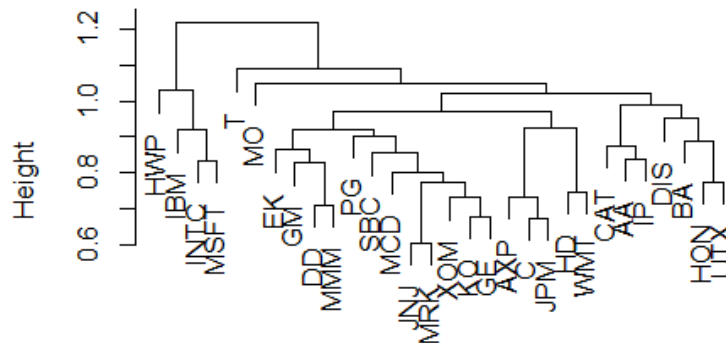 Height
1.2
1.0
0.8
0.6
HWP
IBM
INTC
MSFT
T
MO
EK
GM
DD
MMM
PG
SBC
MCD
JNJ
MRK
XOM
KO
GE
AXP
C
JPM
HD
WMT
CAT
AA
IP
DIS
BA
HON
UTX